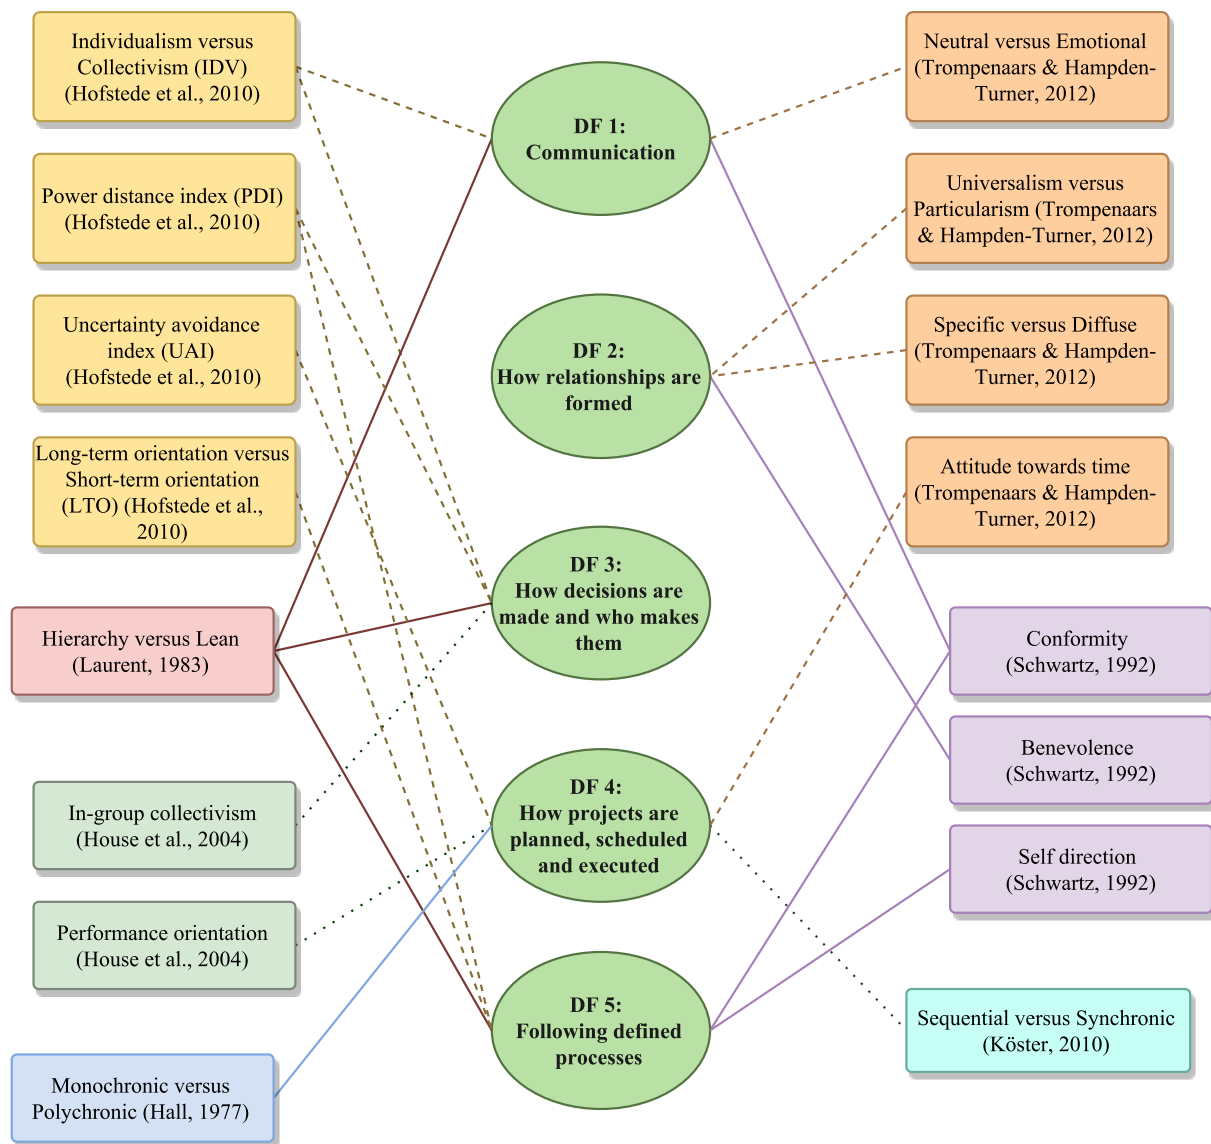 Individualism versus
Collectivism (IDV)
(Hofstede et al., 2010)
Power distance index (PDI)
(Hofstede et al., 2010)
Uncertainty avoidance
index (UAI)
(Hofstede et al., 2010)
Long-term orientation versus
Short-term orientation
(LTO) (Hofstede et al.,
2010)
Hierarchy versus Lean
(Laurent, 1983)
In-group collectivism
(House et al., 2004)
Performance orientation
(House et al., 2004)
Monochronic versus
Polychronic (Hall, 1977)
DF 1:
Communication
DF 2:
How relationships are
formed
DF 3:
How decisions are
made and who makes
them
DF 4:
How projects are
planned, scheduled
and executed
DF 5:
Following defined
processes
Neutral versus Emotional
(Trompenaars & Hampden-
Turner, 2012)
Universalism versus
Particularism (Trompenaars
& Hampden-Turner, 2012)
Specific versus Diffuse
(Trompenaars & Hampden-
Turner, 2012)
Attitude towards time
(Trompenaars & Hampden-
Turner, 2012)
Conformity
(Schwartz, 1992)
Benevolence
(Schwartz, 1992)
Self direction
(Schwartz, 1992)
Sequential versus Synchronic
(Köster, 2010)